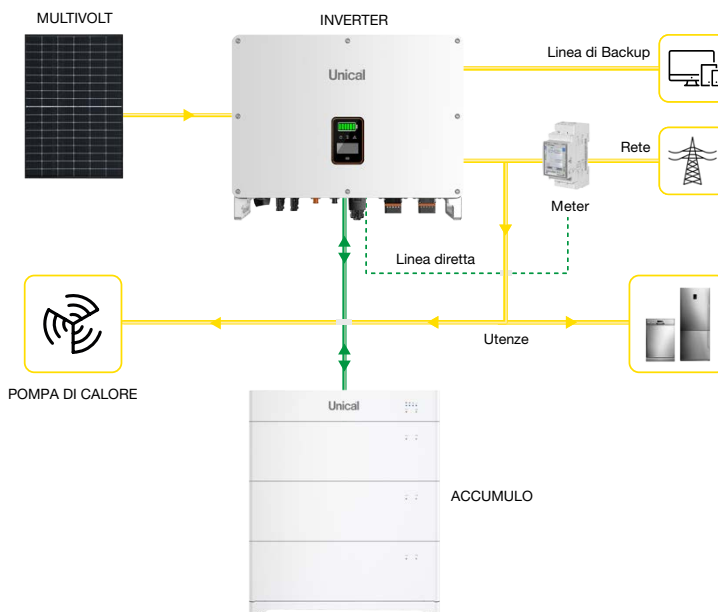 MULTIVOLT
INVERTER
Unical
Linea di Backup
Rete
Meter
Linea diretta
Utenze
POMPA DI CALORE
Unical
ACCUMULO